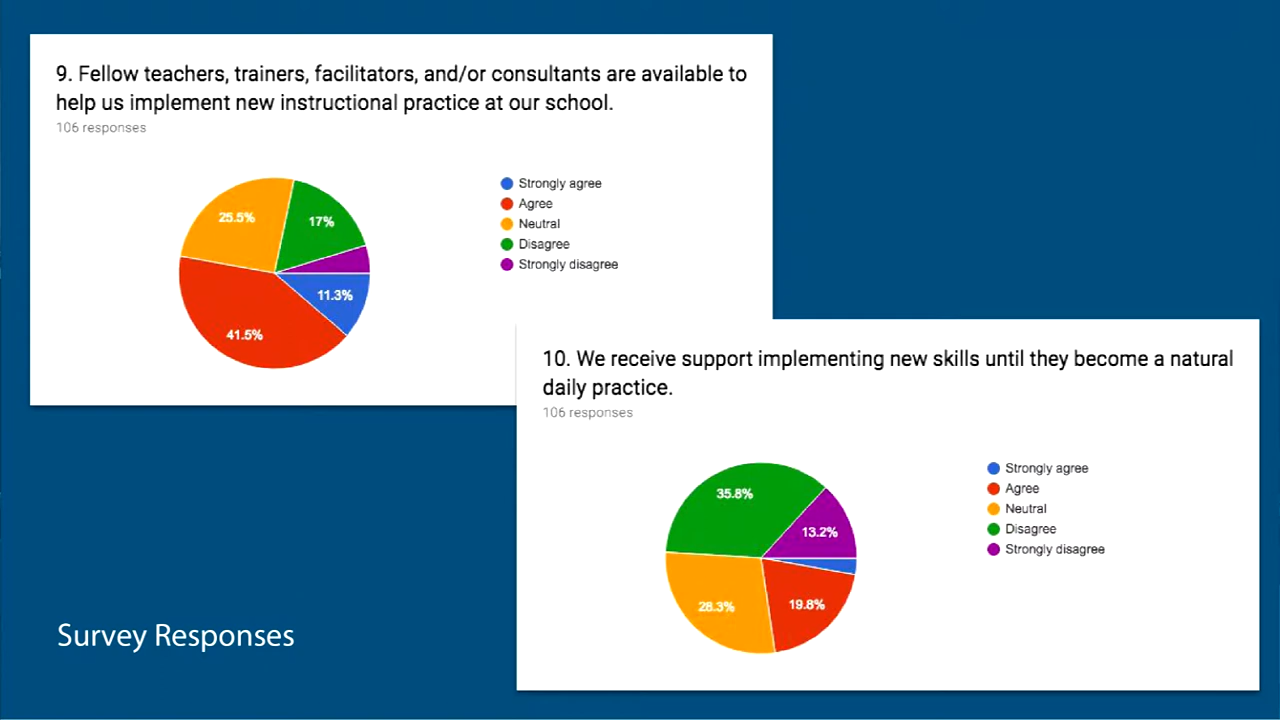 9. Fellow teachers, trainers, facilitators, and/or consultants are available to
help us implement new instructional practice at our school.
106 responses
25.5%
17%
11.3%
41.5%
Strongly agree
Agree
Neutral
Disagree
Strongly disagree
10. We receive support implementing new skills until they become a natural
daily practice.
106 responses
35.8%
13.2%
28.3%
19.8%
Strongly agree
Agree
Neutral
Disagree
Strongly disagree
Survey Responses